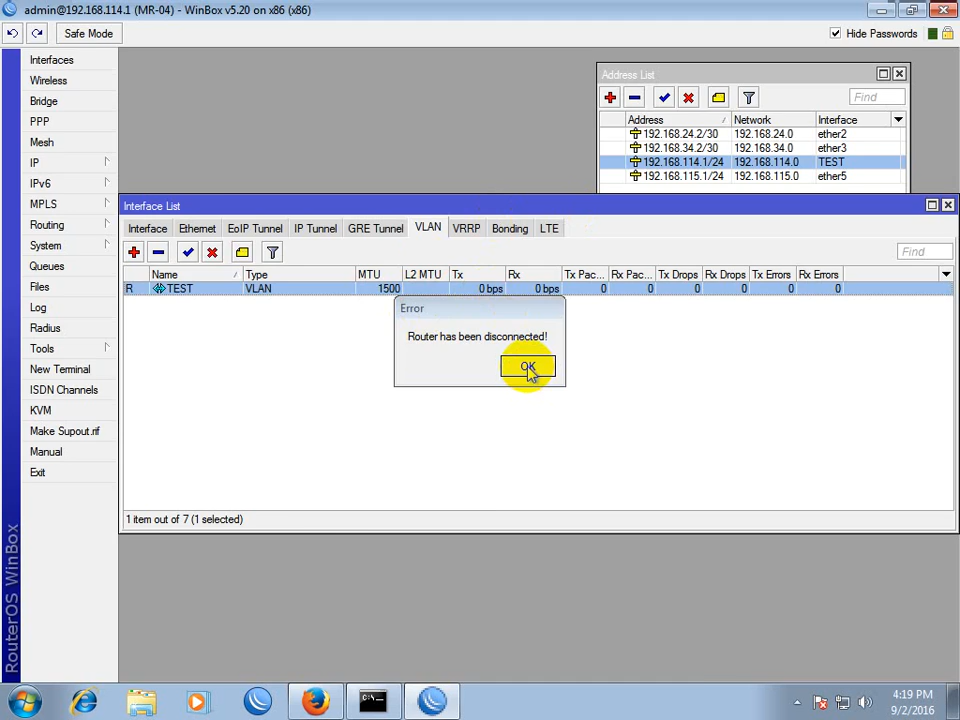 admin@192.168.114.1 (MR-04) - WinBox v5.20 on x86 (x86)
Safe Mode
Hide Passwords
Interfaces
Wireless
Bridge
PPP
Mesh
IP
IPv6
MPLS
Routing
System
Queues
Files
Log
Radius
Tools
New Terminal
ISDN Channels
KVM
Make Supout.rif
Manual
Exit
RouterOS WinBox
Address List
Find
Address Network Interface
192.168.24.2/30 192.168.24.0 ether2
192.168.34.2/30 192.168.34.0 ether3
192.168.114.1/24 192.168.114.0 TEST
192.168.115.1/24 192.168.115.0 ether5
Interface List
Interface Ethernet EoIP Tunnel IP Tunnel GRE Tunnel VLAN VRRP Bonding LTE
Find
Name Type MTU L2 MTU Tx Rx Tx Pac... Rx Pac... Tx Drops Rx Drops Tx Errors Rx Errors
R TEST VLAN 1500 0 bps 0 bps 0 0 0 0 0 0
Error
Router has been disconnected!
OK
1 item out of 7 (1 selected)
4:19 PM
9/2/2016